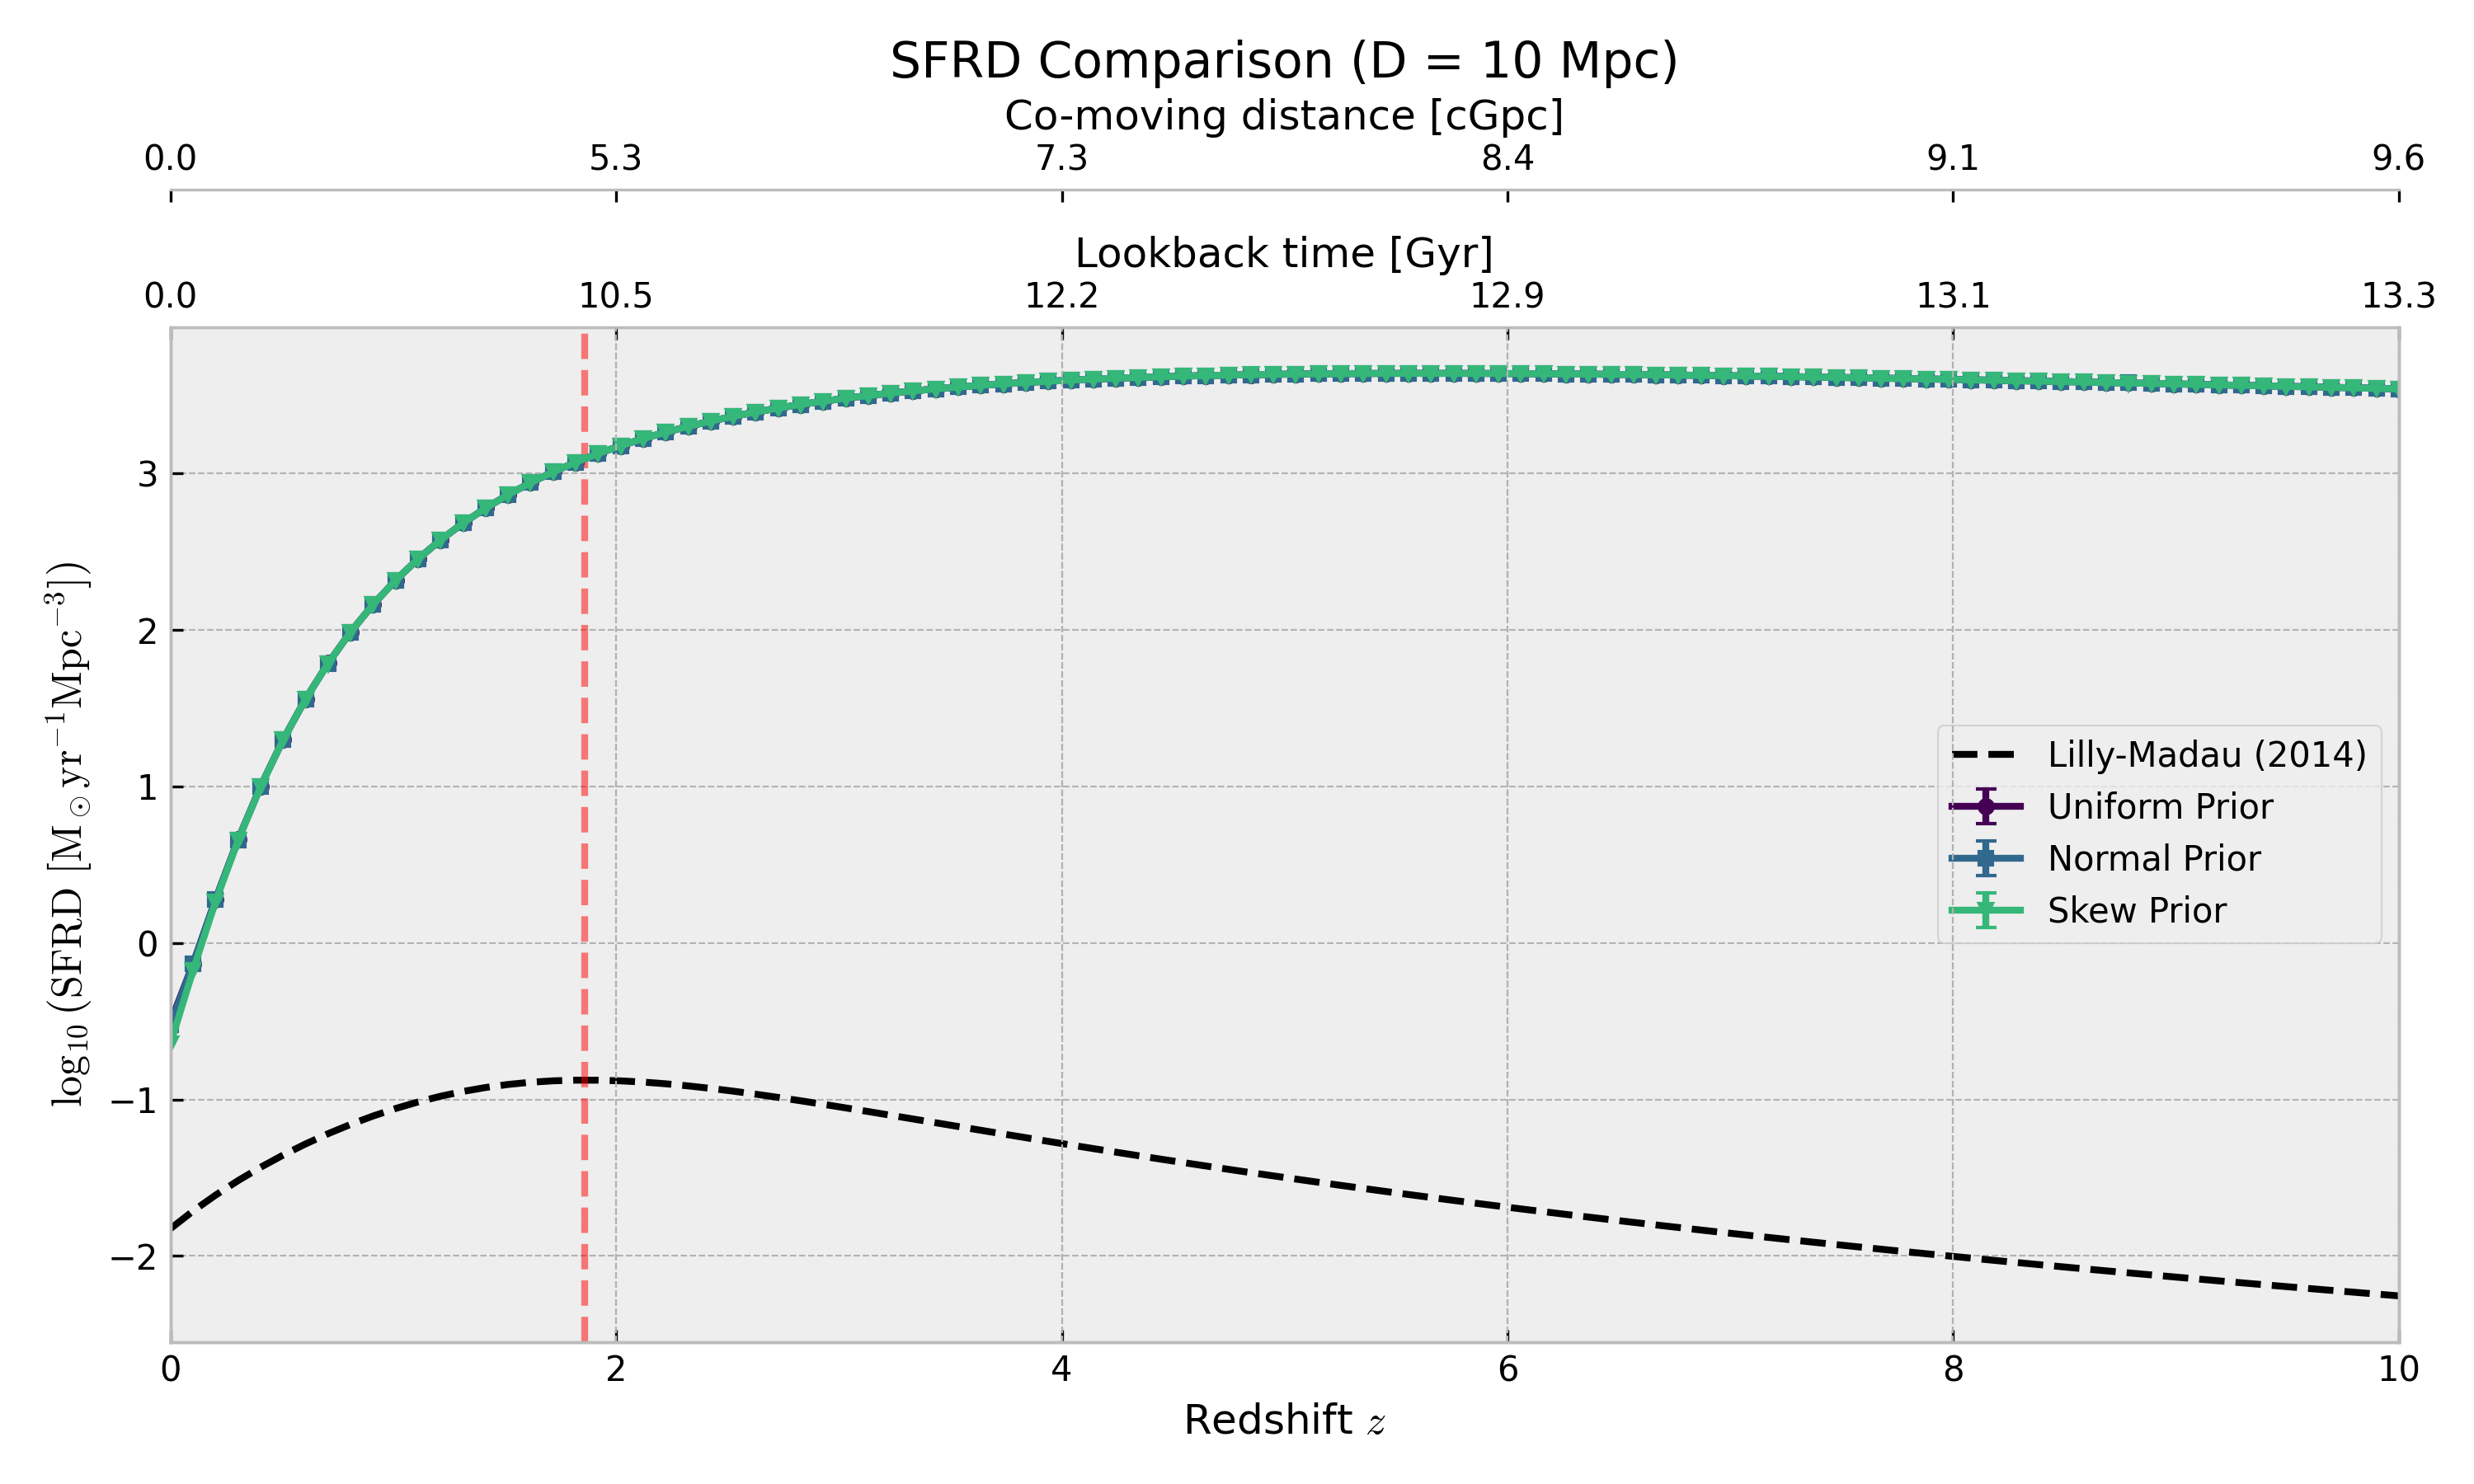 SFRD Comparison (D = 10 Mpc)
Co-moving distance [cGpc]
0.0 5.3 7.3 8.4 9.1 9.6
Lookback time [Gyr]
0.0 10.5 12.2 12.9 13.1 13.3
log₁₀(SFRD [M⊙yr⁻¹Mpc⁻³])
3
2
1
0
−1
−2
Lilly-Madau (2014)
Uniform Prior
Normal Prior
Skew Prior
0 2 4 6 8 10
Redshift z